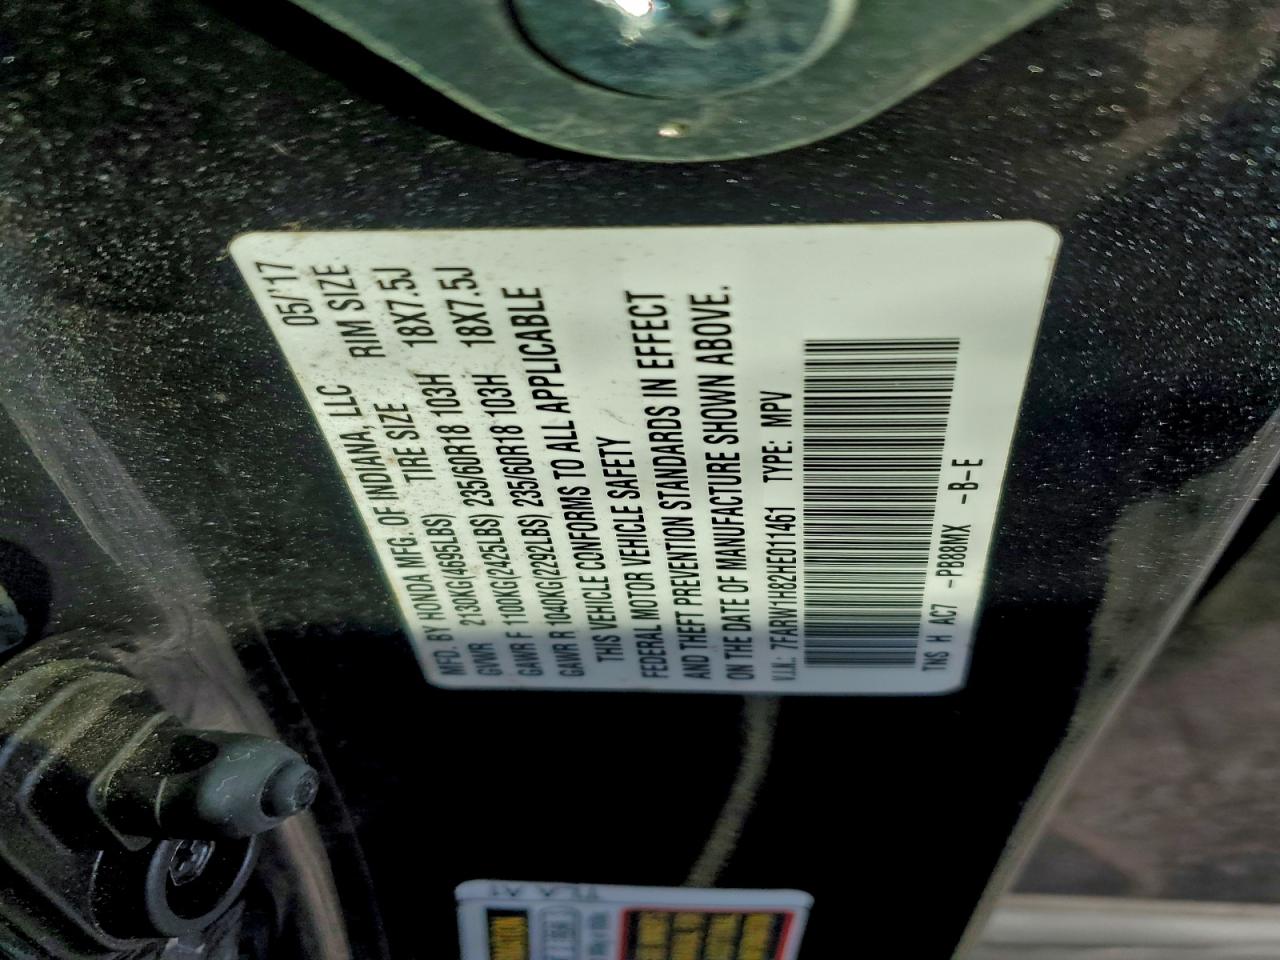 MFD. BY HONDA MFG. OF INDIANA, LLC 05/'17
GVWR 2130KG(4695LBS) TIRE SIZE RIM SIZE
GAWR F 1100KG(2425LBS) 235/60R18 103H 18X7.5J
GAWR R 1040KG(2292LBS) 235/60R18 103H 18X7.5J
THIS VEHICLE CONFORMS TO ALL APPLICABLE
FEDERAL MOTOR VEHICLE SAFETY
AND THEFT PREVENTION STANDARDS IN EFFECT
ON THE DATE OF MANUFACTURE SHOWN ABOVE.
V.I.N.: 7FARW1H82HE011461 TYPE: MPV
TNS H AC7 -PB88MX -B-E
TLA A1